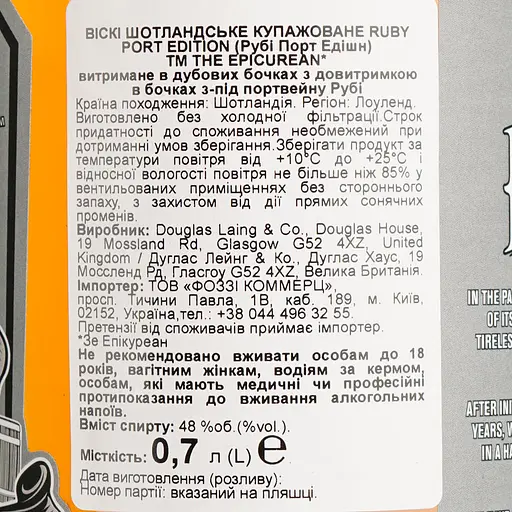 ВІСКІ ШОТЛАНДСЬКЕ КУПАЖОВАНЕ RUBY
PORT EDITION (Рубі Порт Едішн)
ТМ THE EPICUREAN*
витримане в дубових бочках з довитримкою
в бочках з-під портвейну Рубі
Країна походження: Шотландія. Регіон: Лоуленд.
Виготовлено без холодної фільтрації.Строк
придатності до споживання необмежений при
дотриманні умов зберігання.Зберігати продукт за
температури повітря від +10°С до +25°С і
відносної вологості повітря не більше ніж 85% у
вентильованих приміщеннях без стороннього
запаху, з захистом від дії прямих сонячних
променів.
Виробник: Douglas Laing & Co., Douglas House,
19 Mossland Rd, Glasgow G52 4XZ, United
Kingdom / Дуглас Лейнг & Ко., Дуглас Хаус, 19
Моссленд Рд, Гласгоу G52 4XZ, Велика Британія.
Імпортер: ТОВ «ФОЗЗІ КОММЕРЦ»,
просп. Тичини Павла, 1В, каб. 189, м. Київ,
02152, Україна,тел.: +38 044 496 32 55.
Претензії від споживачів приймає імпортер.
*Зе Епікуреан
Не рекомендовано вживати особам до 18
років, вагітним жінкам, водіям за кермом,
особам, які мають медичні чи професійні
протипоказання до вживання алкогольних
напоїв.
Вміст спирту: 48 %об.(%vol.).
Місткість: 0,7 л (L) e
Дата виготовлення (розливу):
Номер партії: вказаний на пляшці.
IN THE PA
OF ITS
TIRELES
AFTER INI
YEARS, W
IN A HA